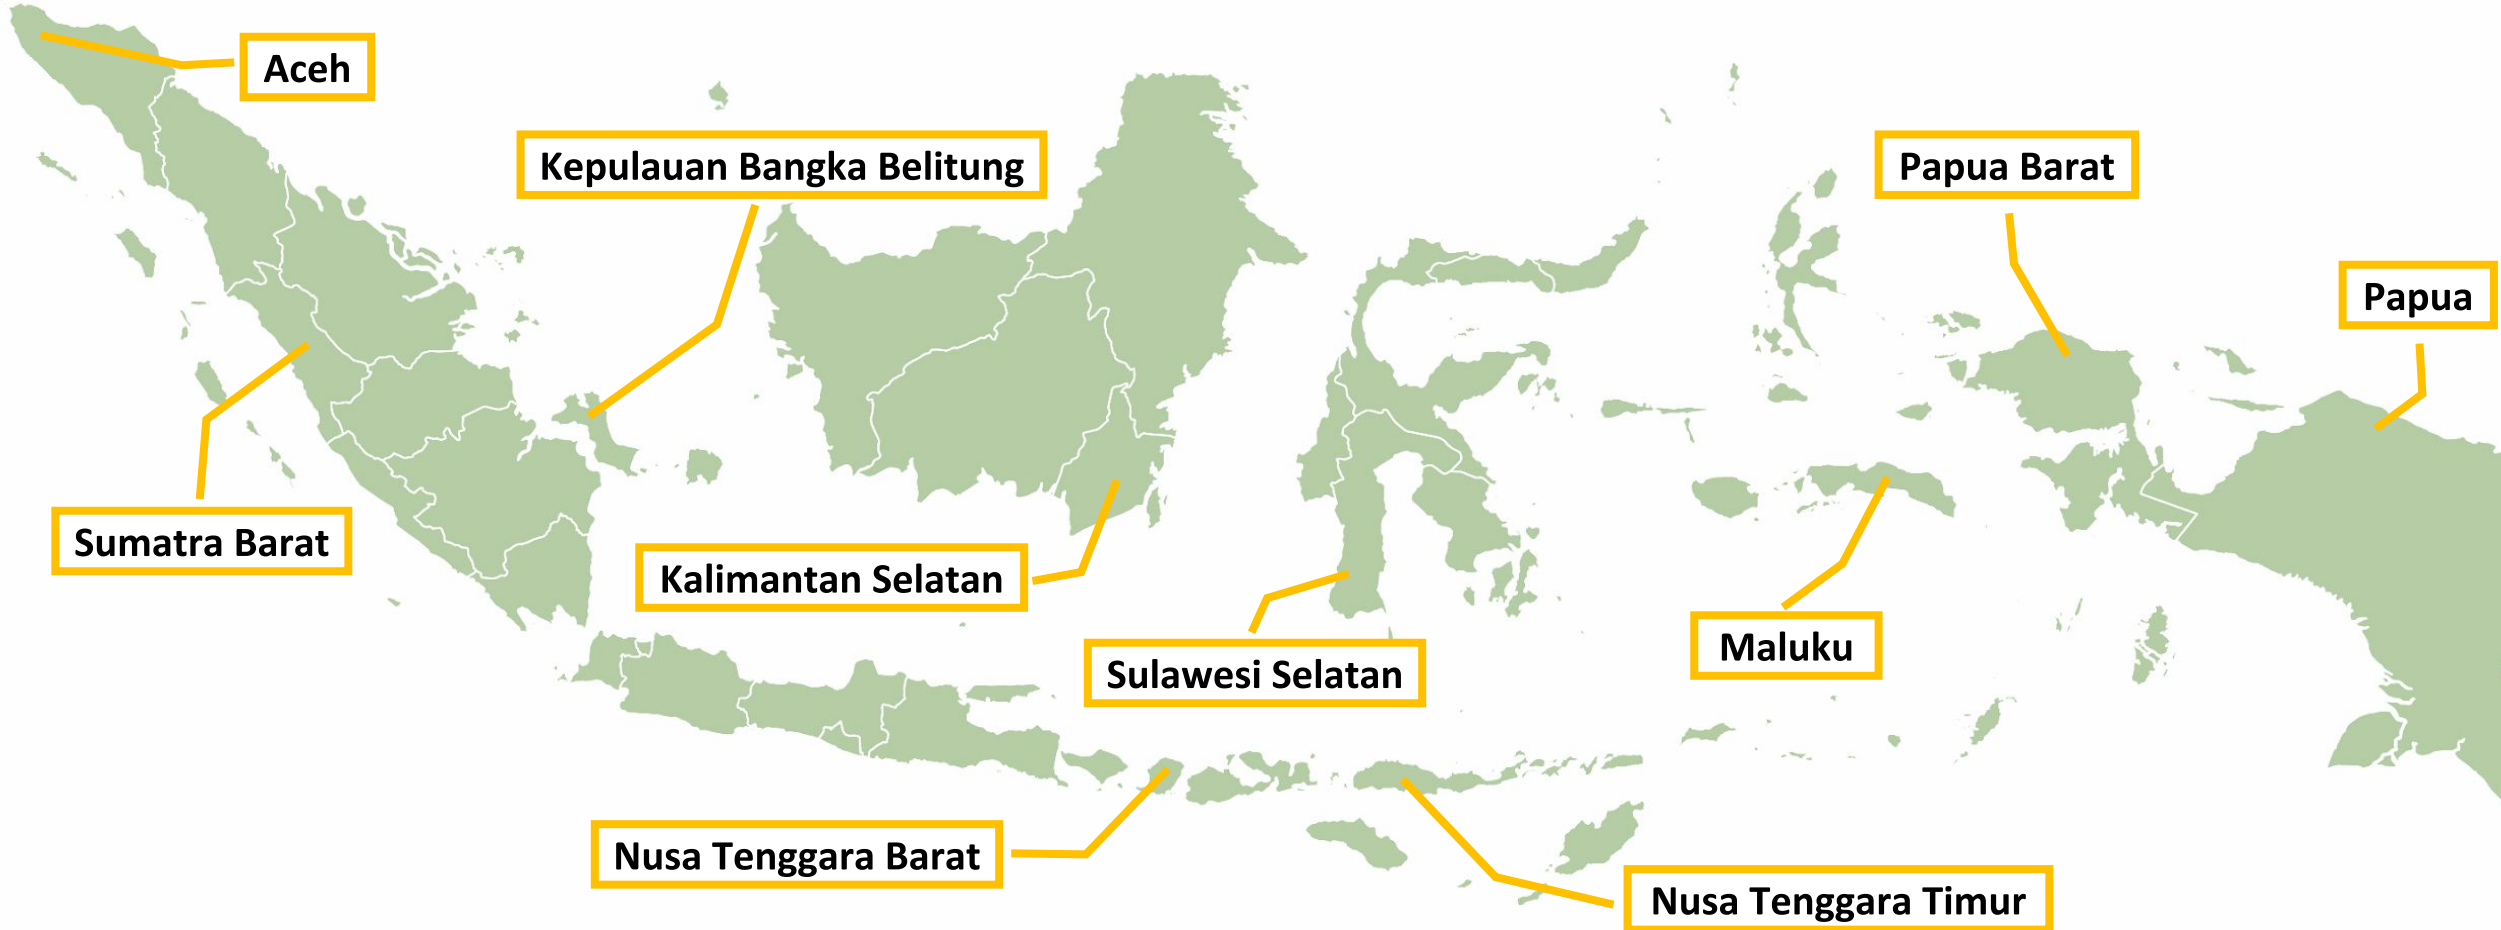 Aceh
Kepulauan Bangka Belitung
Papua Barat
Papua
Sumatra Barat
Kalimantan Selatan
Sulawesi Selatan
Maluku
Nusa Tenggara Barat
Nusa Tenggara Timur